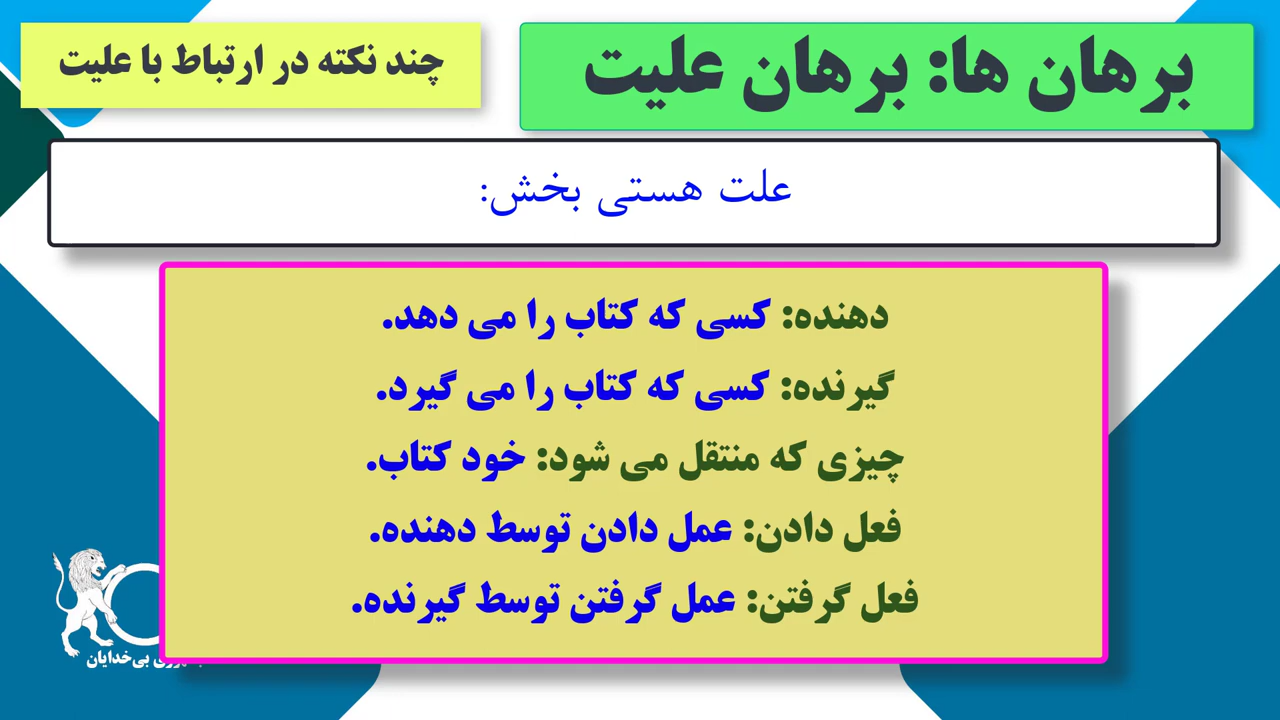 برهان ها: برهان علیت
چند نکته در ارتباط با علیت
علت هستی بخش:
دهنده: کسی که کتاب را می دهد.
گیرنده: کسی که کتاب را می گیرد.
چیزی که منتقل می شود: خود کتاب.
فعل دادن: عمل دادن توسط دهنده.
فعل گرفتن: عمل گرفتن توسط گیرنده.
بی‌خدایان